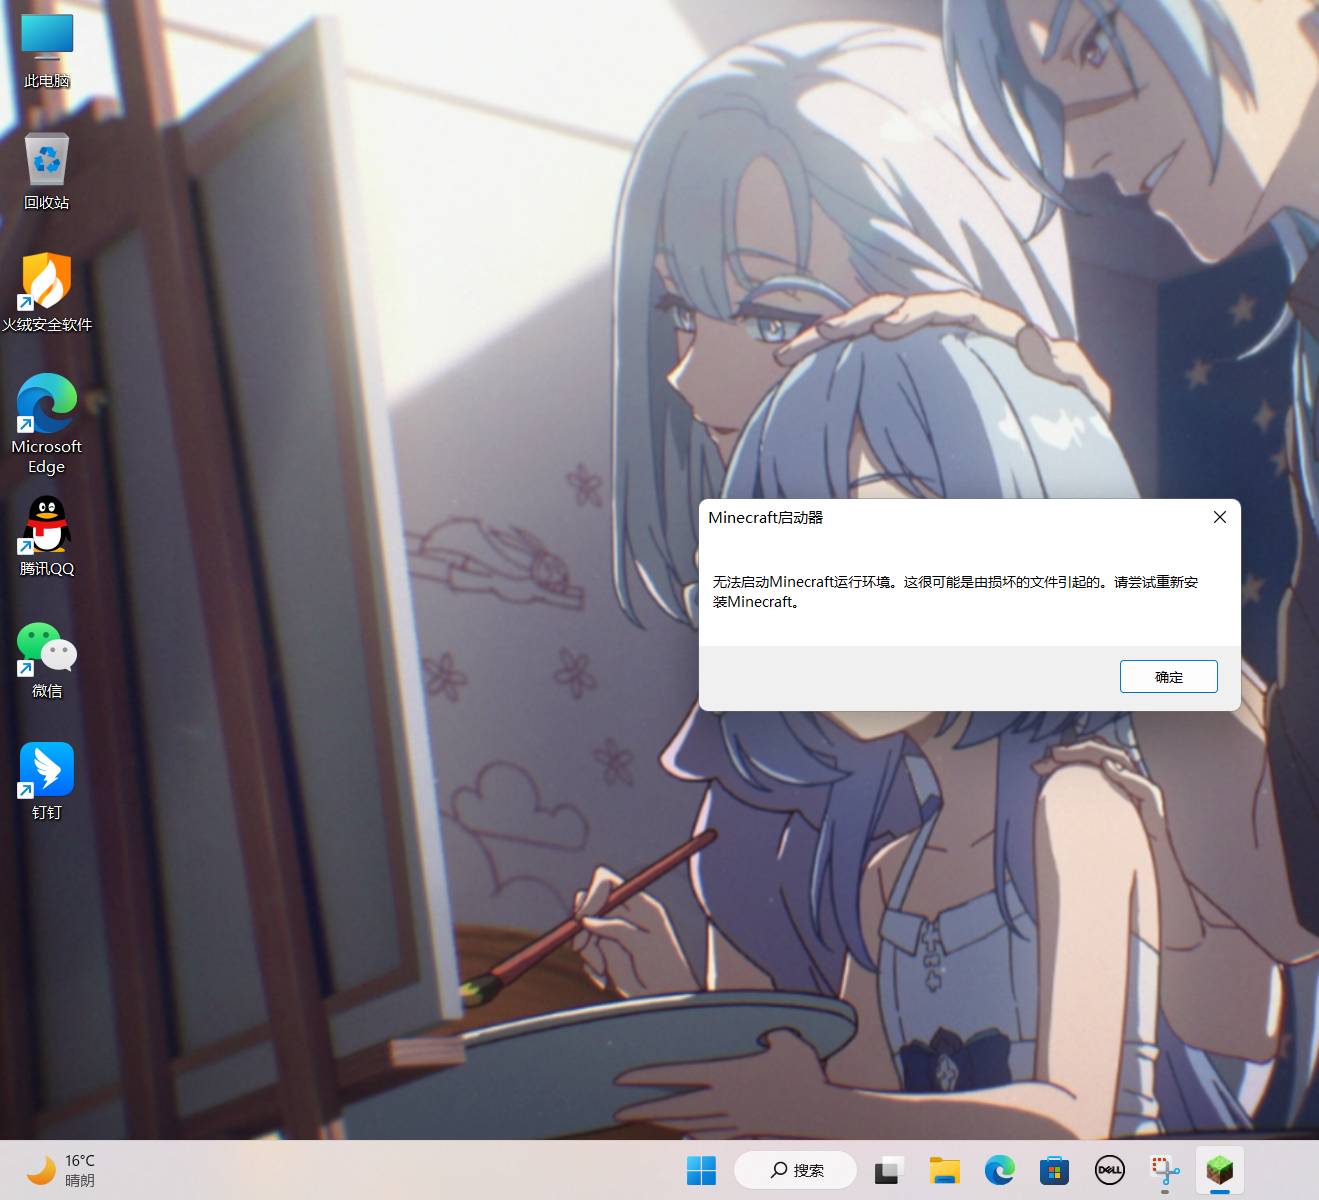 此电脑
回收站
火绒安全软件
Microsoft
Edge
腾讯QQ
微信
钉钉
Minecraft启动器
无法启动Minecraft运行环境。这很可能是由损坏的文件引起的。请尝试重新安
装Minecraft。
确定
16°C
晴朗
搜索
DELL